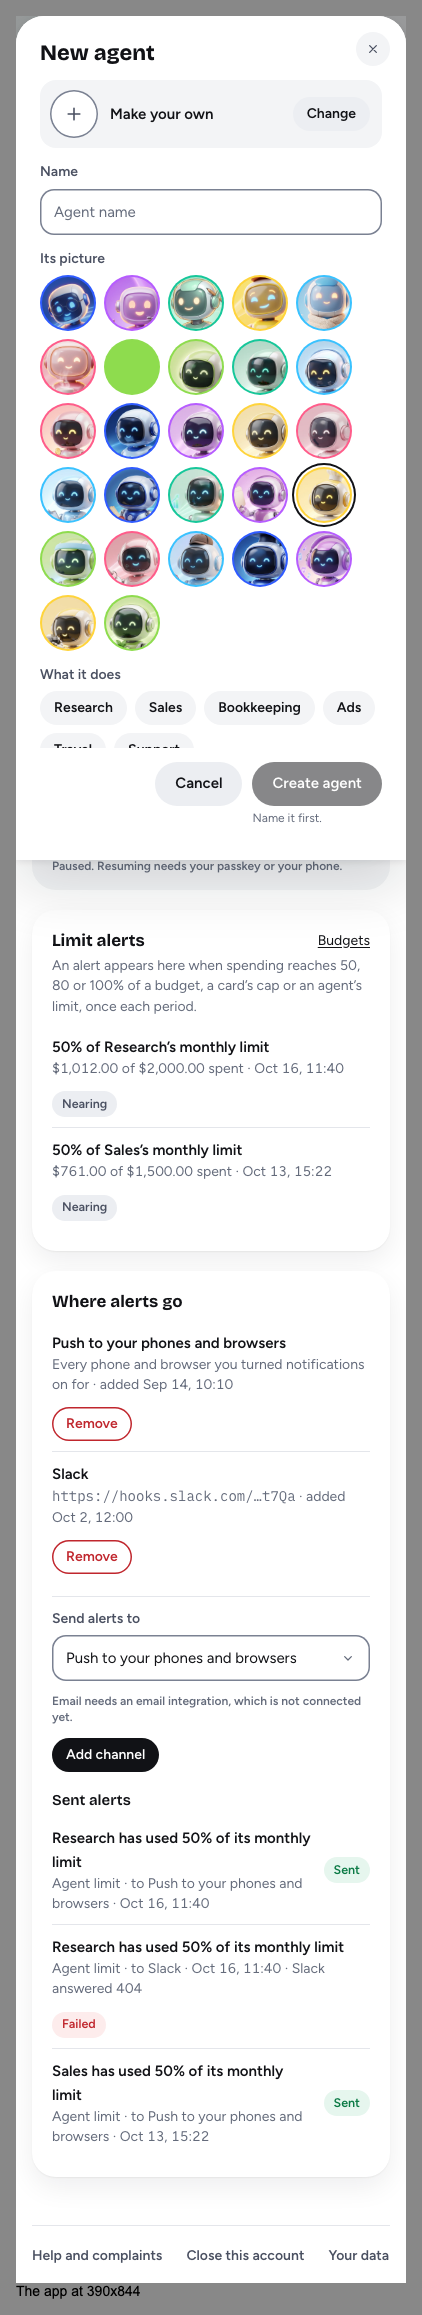 New agent
Make your own
Change
Name
Agent name
Its picture
What it does
Research
Sales
Bookkeeping
Ads
Travel
Support
Cancel
Create agent
Name it first.
Paused. Resuming needs your passkey or your phone.
Limit alerts
Budgets
An alert appears here when spending reaches 50,
80 or 100% of a budget, a card's cap or an agent's
limit, once each period.
50% of Research's monthly limit
$1,012.00 of $2,000.00 spent · Oct 16, 11:40
Nearing
50% of Sales's monthly limit
$761.00 of $1,500.00 spent · Oct 13, 15:22
Nearing
Where alerts go
Push to your phones and browsers
Every phone and browser you turned notifications
on for · added Sep 14, 10:10
Remove
Slack
https://hooks.slack.com/…t7Qa · added
Oct 2, 12:00
Remove
Send alerts to
Push to your phones and browsers
Email needs an email integration, which is not connected
yet.
Add channel
Sent alerts
Research has used 50% of its monthly
limit
Agent limit · to Push to your phones and
browsers · Oct 16, 11:40
Sent
Research has used 50% of its monthly limit
Agent limit · to Slack · Oct 16, 11:40 · Slack
answered 404
Failed
Sales has used 50% of its monthly
limit
Agent limit · to Push to your phones and
browsers · Oct 13, 15:22
Sent
Help and complaints
Close this account
Your data
The app at 390x844